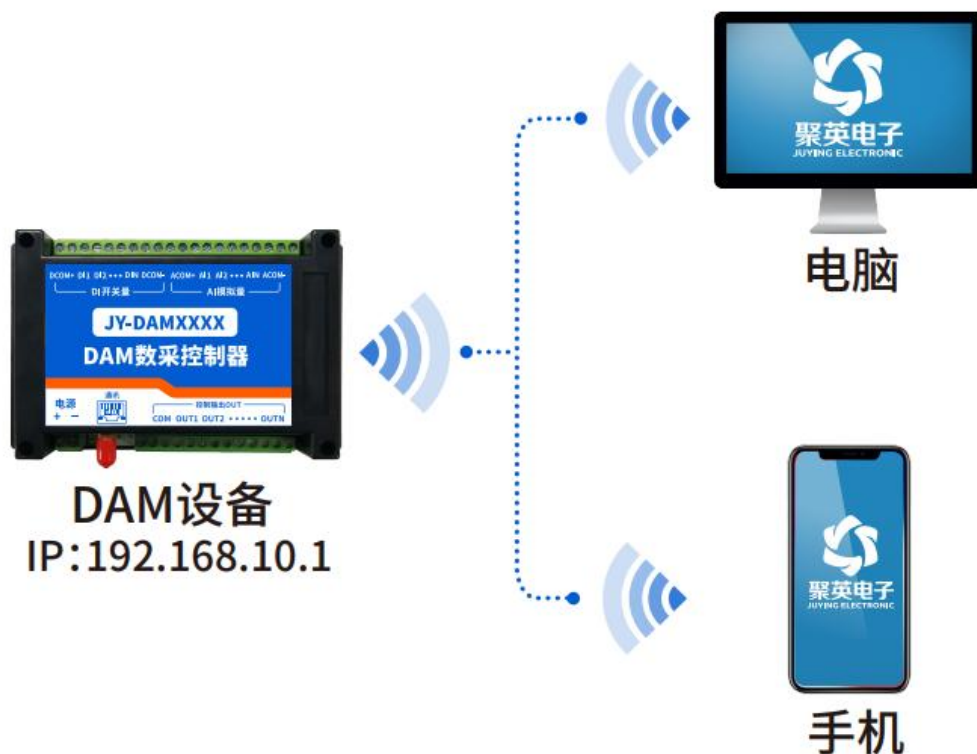 聚英电子
JUYING ELECTRONIC
电脑
DCOM+ DI1 DI2 ••• DIN DCOM- ACOM+ AI1 AI2 ••• AIN ACOM-
DI开关量 AI模拟量
JY-DAMXXXX
DAM数采控制器
电源
+ −
通讯
控制输出OUT
COM OUT1 OUT2 ••••• OUTN
DAM设备
IP：192.168.10.1
聚英电子
JUYING ELECTRONIC
手机